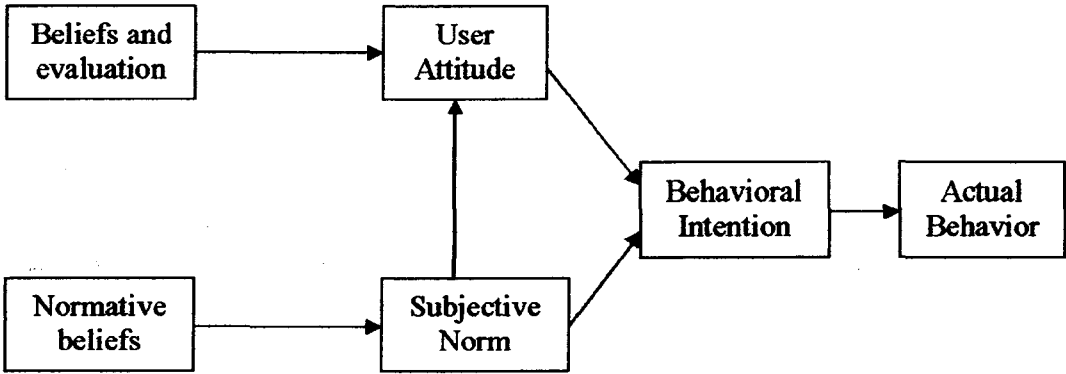 Beliefs and
evaluation
User
Attitude
Behavioral
Intention
Actual
Behavior
Normative
beliefs
Subjective
Norm